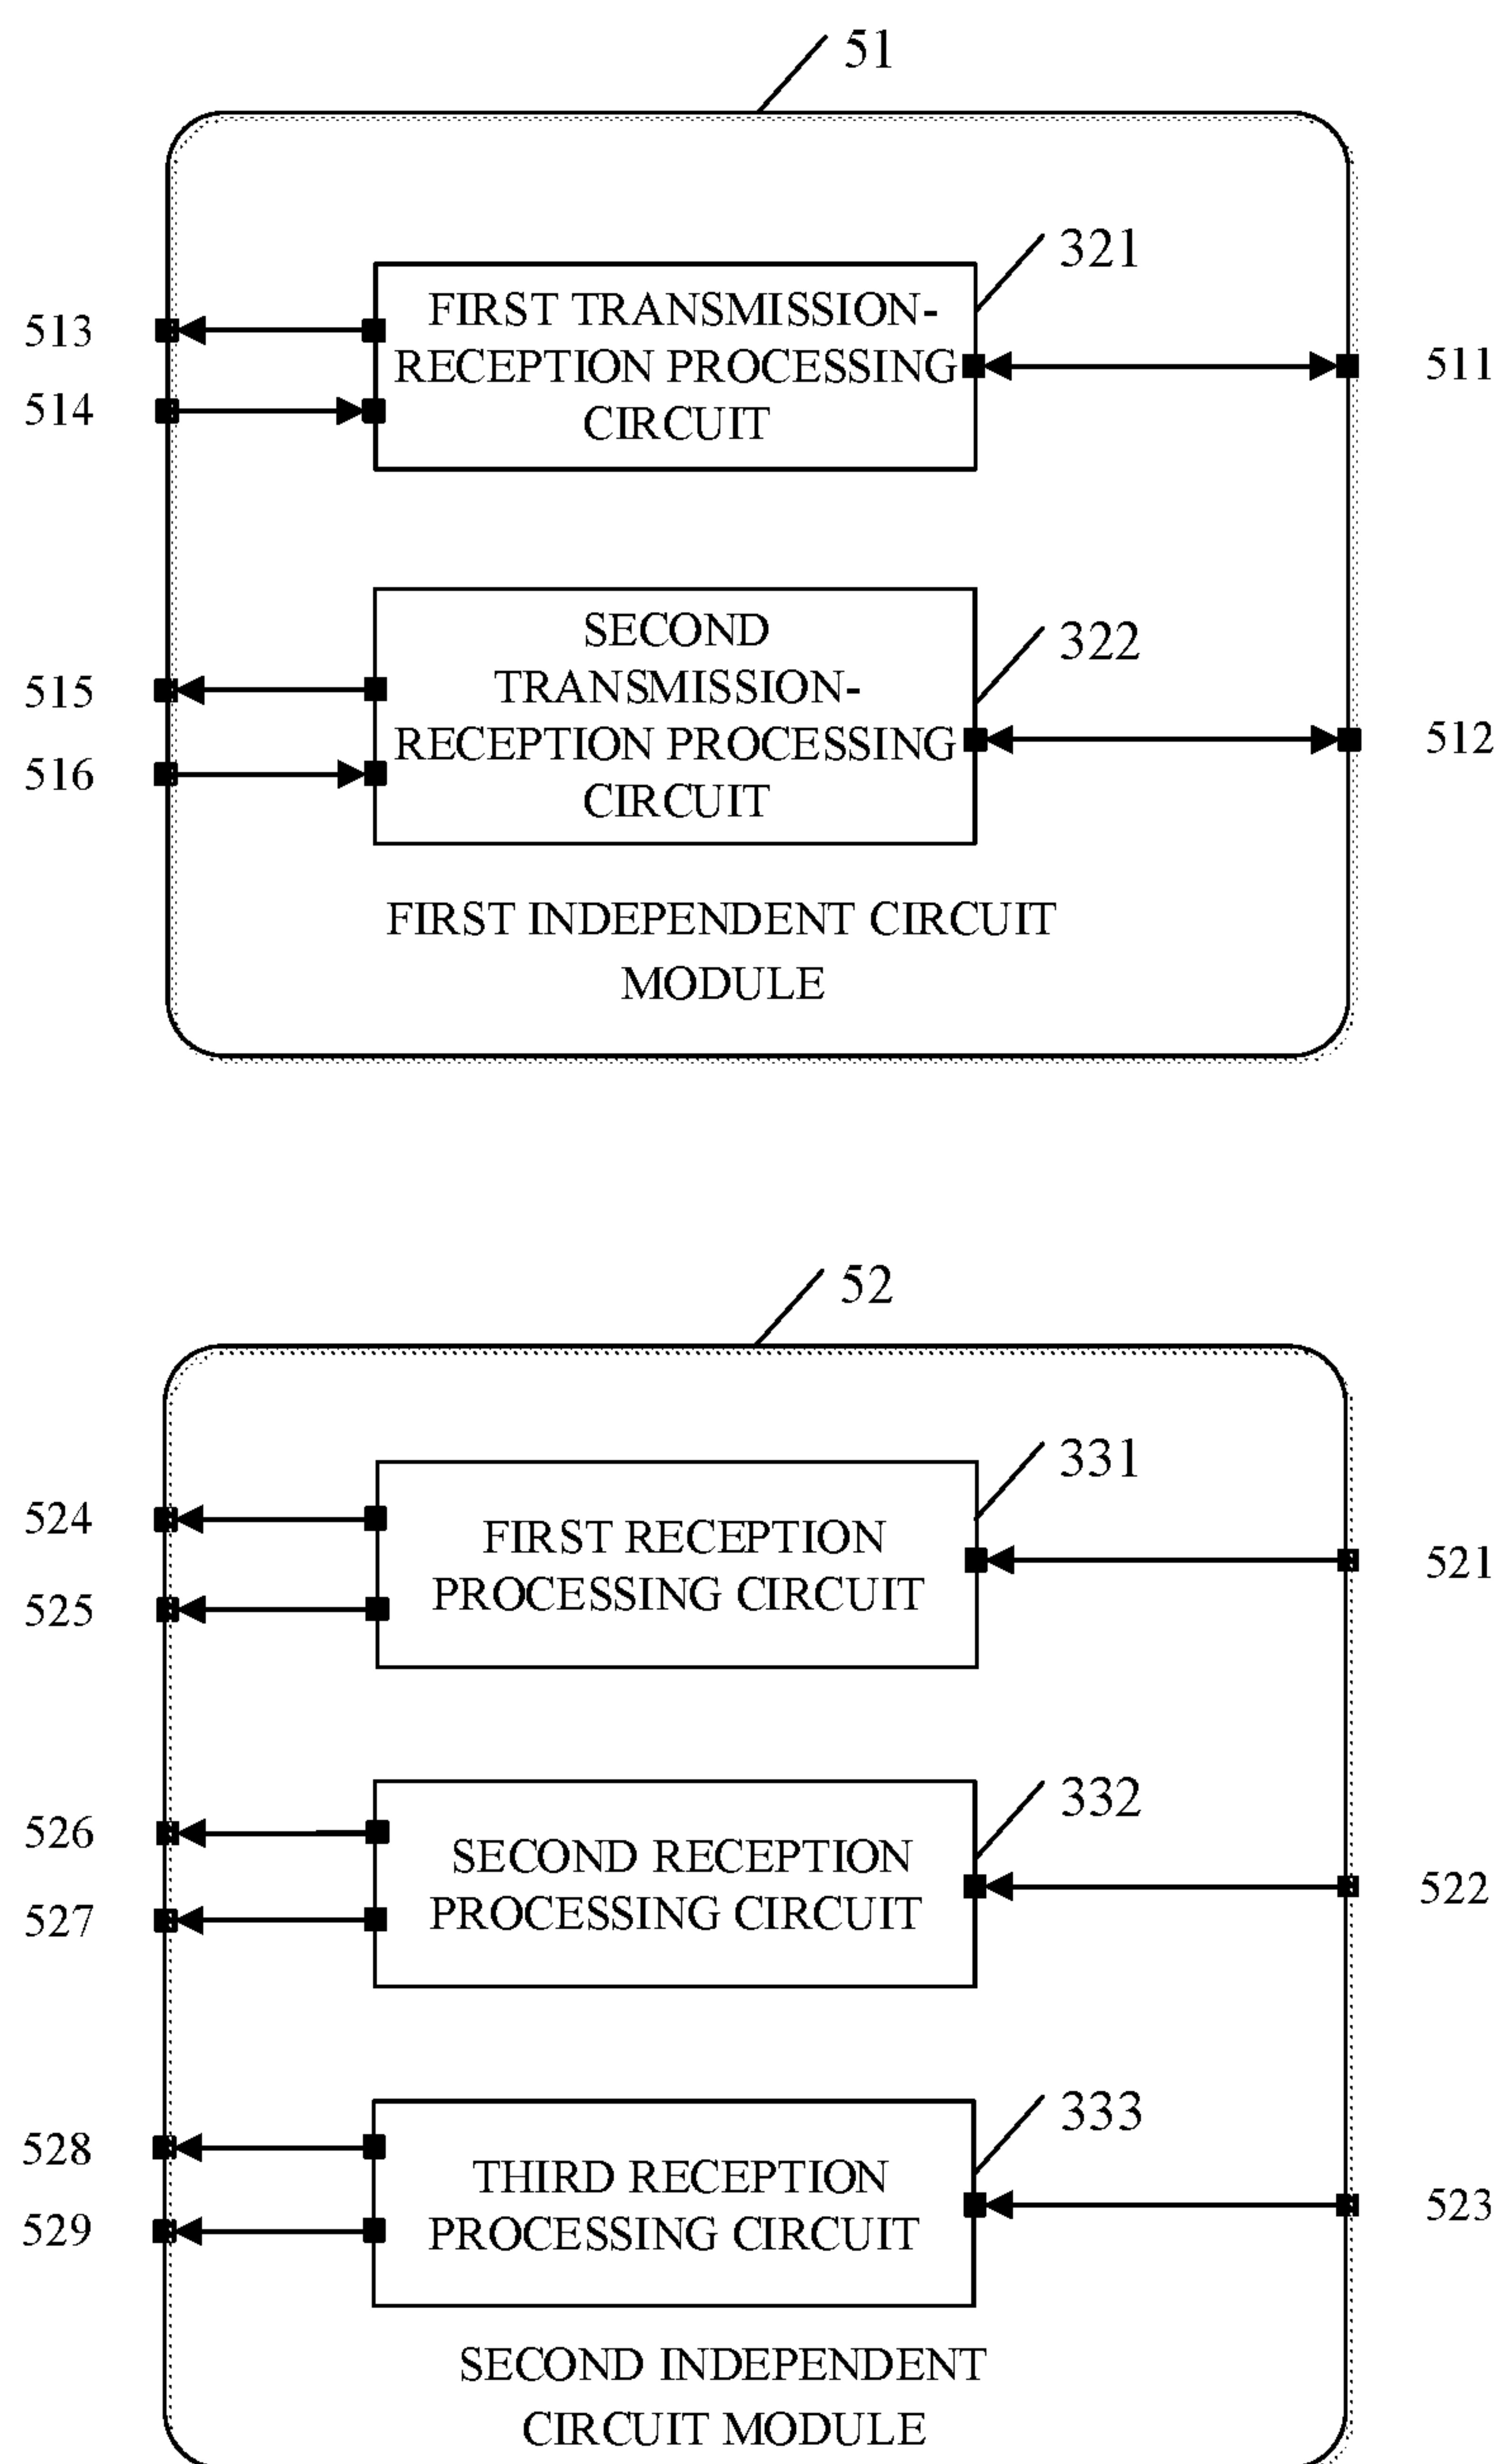 51
321
513
FIRST TRANSMISSION-
RECEPTION PROCESSING
CIRCUIT
511
514
322
SECOND
TRANSMISSION-
RECEPTION PROCESSING
CIRCUIT
515
512
516
FIRST INDEPENDENT CIRCUIT
MODULE
52
331
524
FIRST RECEPTION
PROCESSING CIRCUIT
521
525
332
526
SECOND RECEPTION
PROCESSING CIRCUIT
522
527
333
528
THIRD RECEPTION
PROCESSING CIRCUIT
523
529
SECOND INDEPENDENT
CIRCUIT MODULE